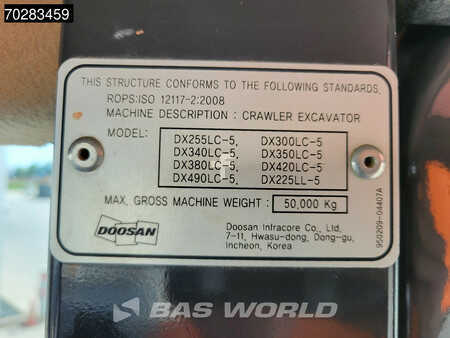 70283459
THIS STRUCTURE CONFORMS TO THE FOLLOWING STANDARDS.
ROPS:ISO 12117-2:2008
MACHINE DESCRIPTION : CRAWLER EXCAVATOR
MODEL:
DX255LC-5, DX300LC-5
DX340LC-5, DX350LC-5
DX380LC-5, DX420LC-5
DX490LC-5, DX225LL-5
MAX. GROSS MACHINE WEIGHT : 50,000 Kg
DOOSAN
Doosan Infracore Co., Ltd.
7-11, Hwasu-dong, Dong-gu,
Incheon, Korea
950209-04407A
BAS WORLD